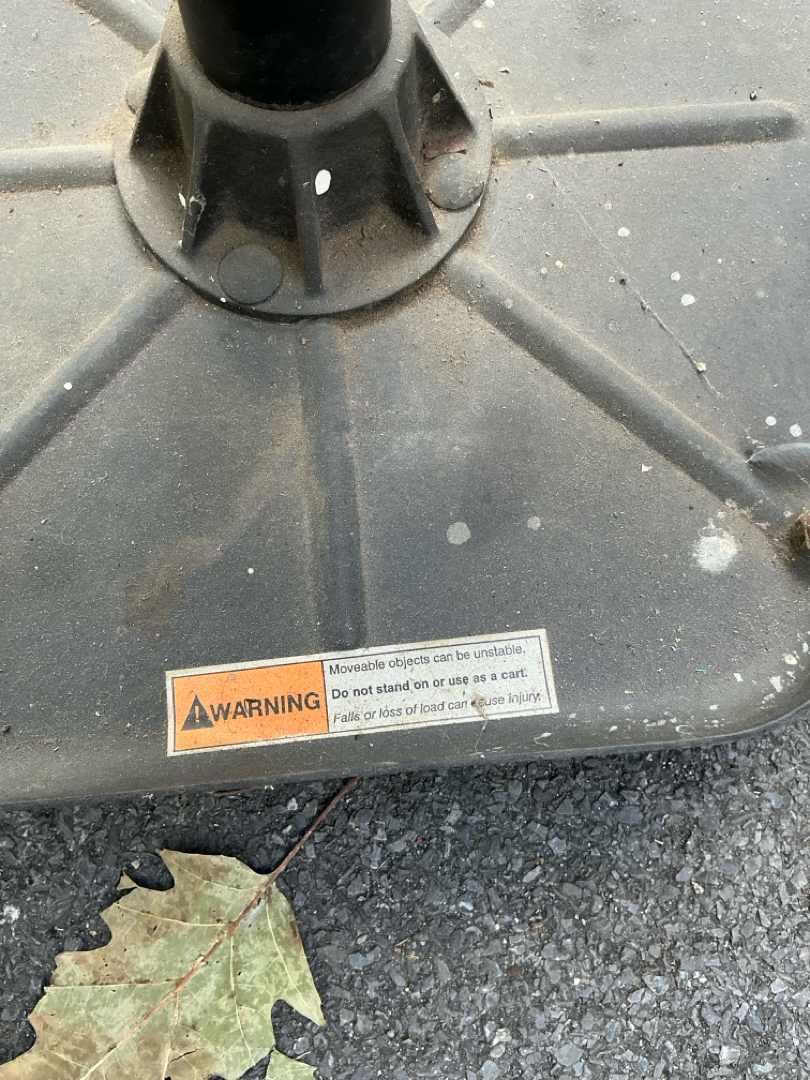 WARNING
Moveable objects can be unstable.
Do not stand on or use as a cart.
Falls or loss of load can cause Injury.